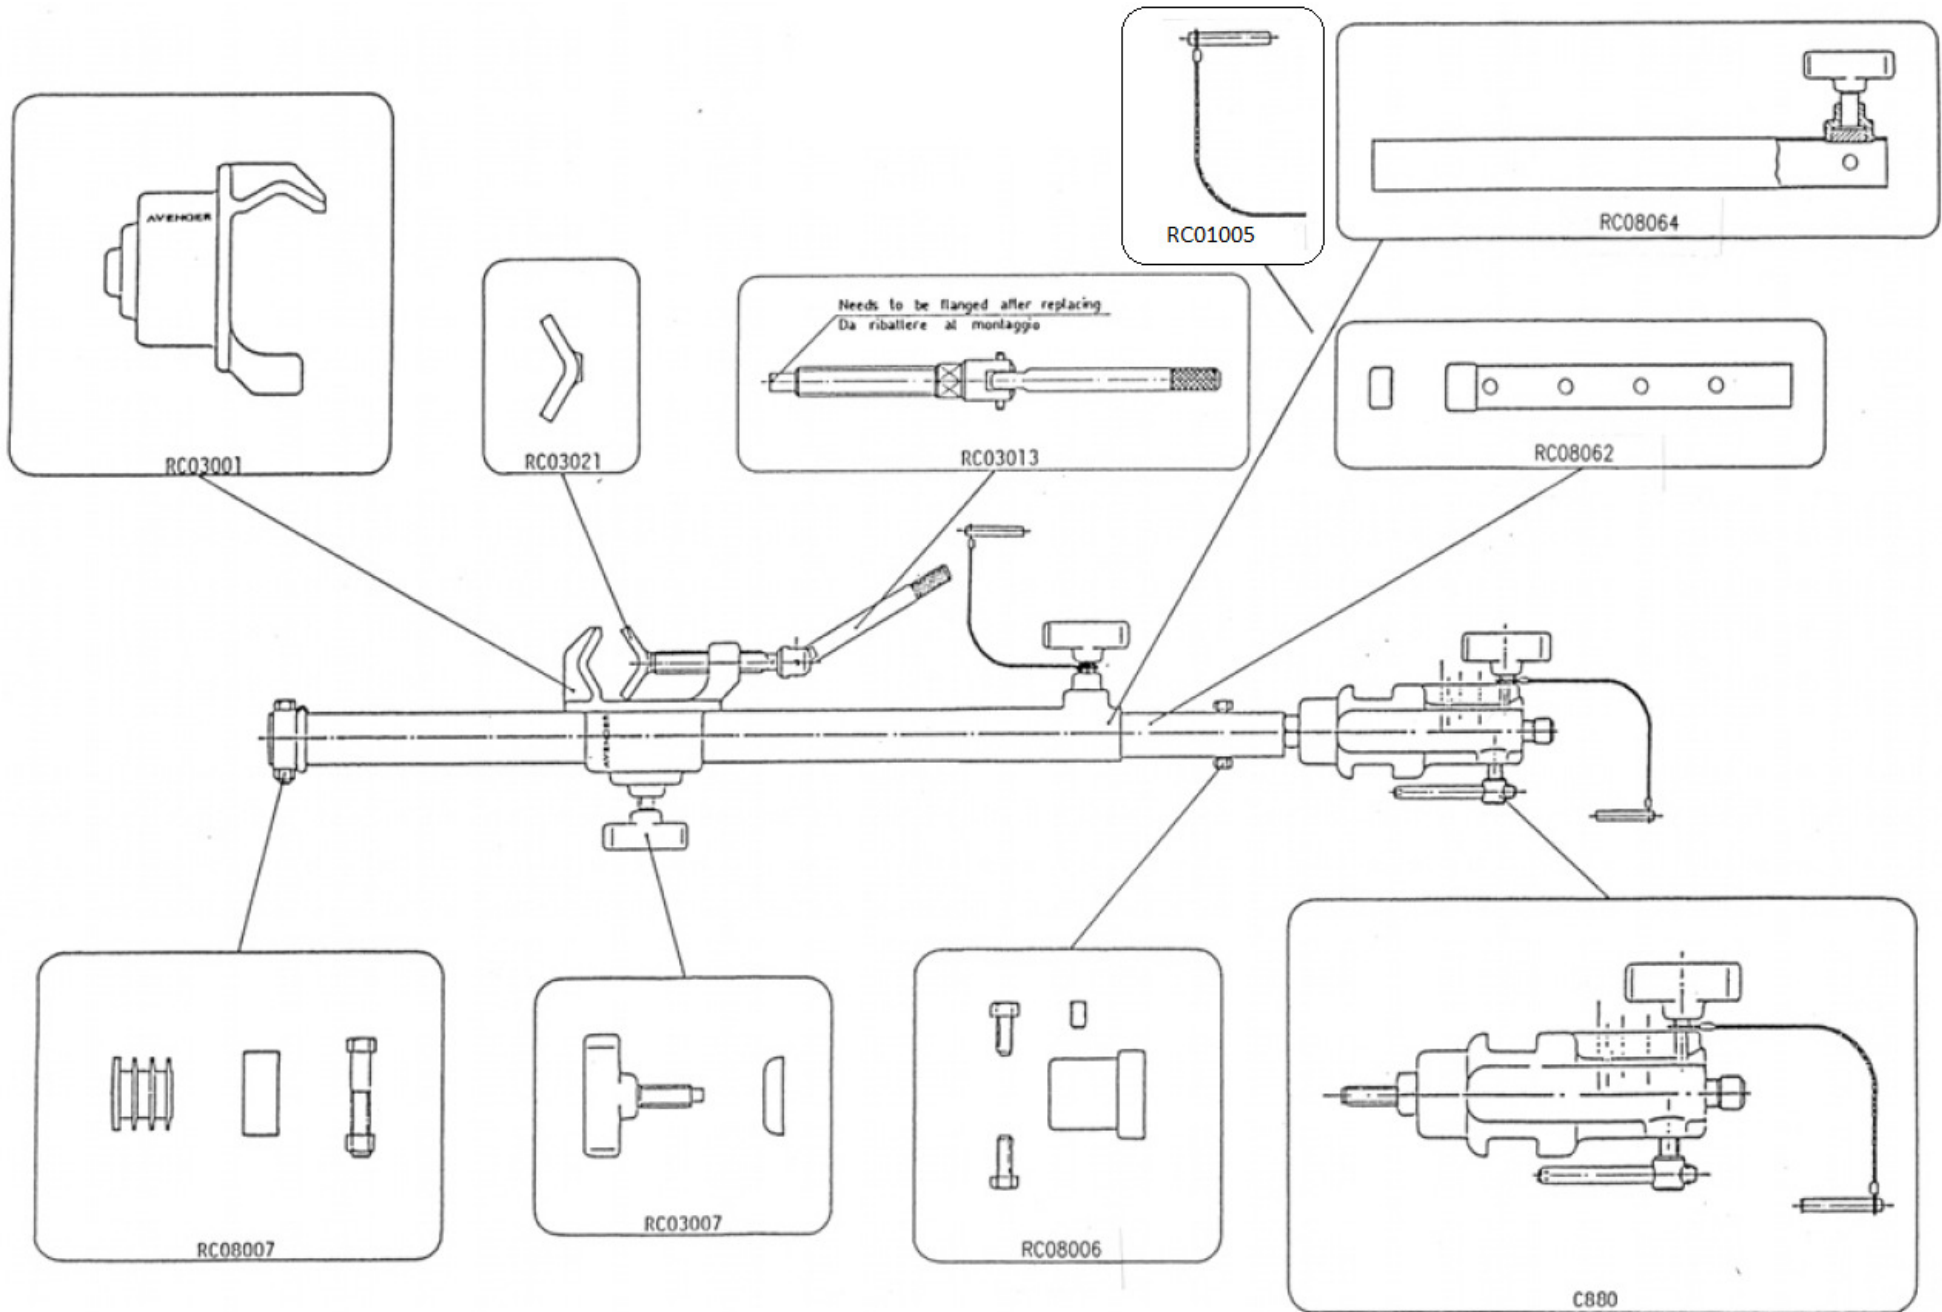 RC01005
RC08064
AVENGER
RC03001
RC03021
Needs to be flanged after replacing
Da ribattere al montaggio
RC03013
RC08062
AVENGER
RC08007
RC03007
RC08006
C880